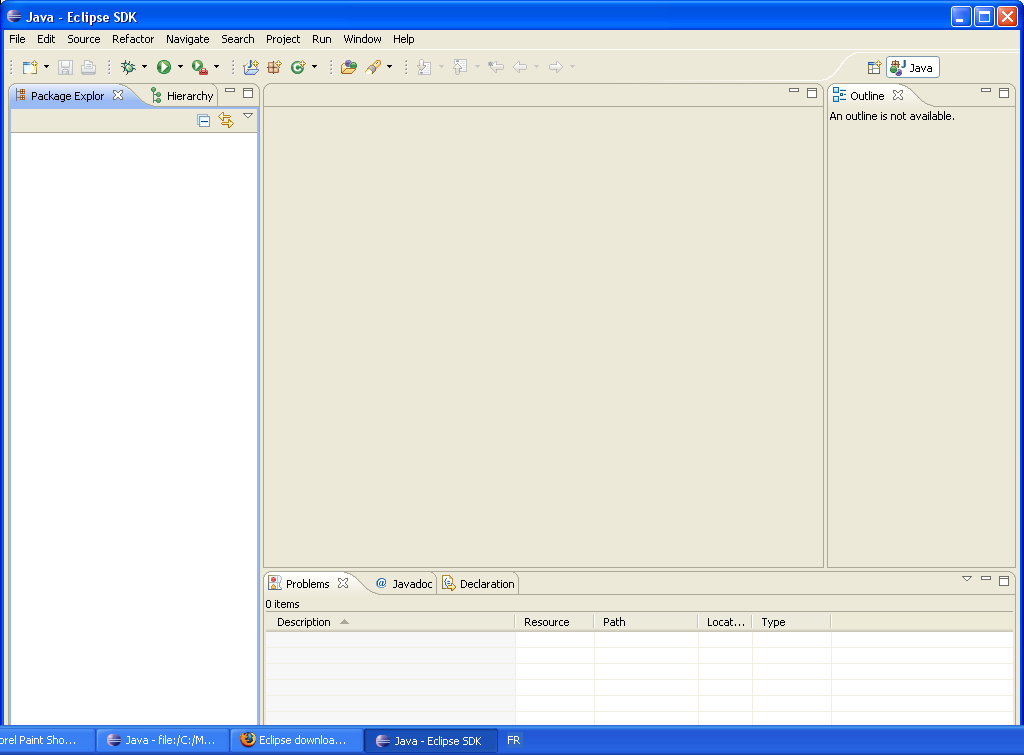 Java - Eclipse SDK
File Edit Source Refactor Navigate Search Project Run Window Help
Java
Package Explor Hierarchy
Outline
An outline is not available.
Problems @ Javadoc Declaration
0 items
Description Resource Path Locat... Type
orel Paint Sho... Java - file:/C:/M... Eclipse downloa... Java - Eclipse SDK FR